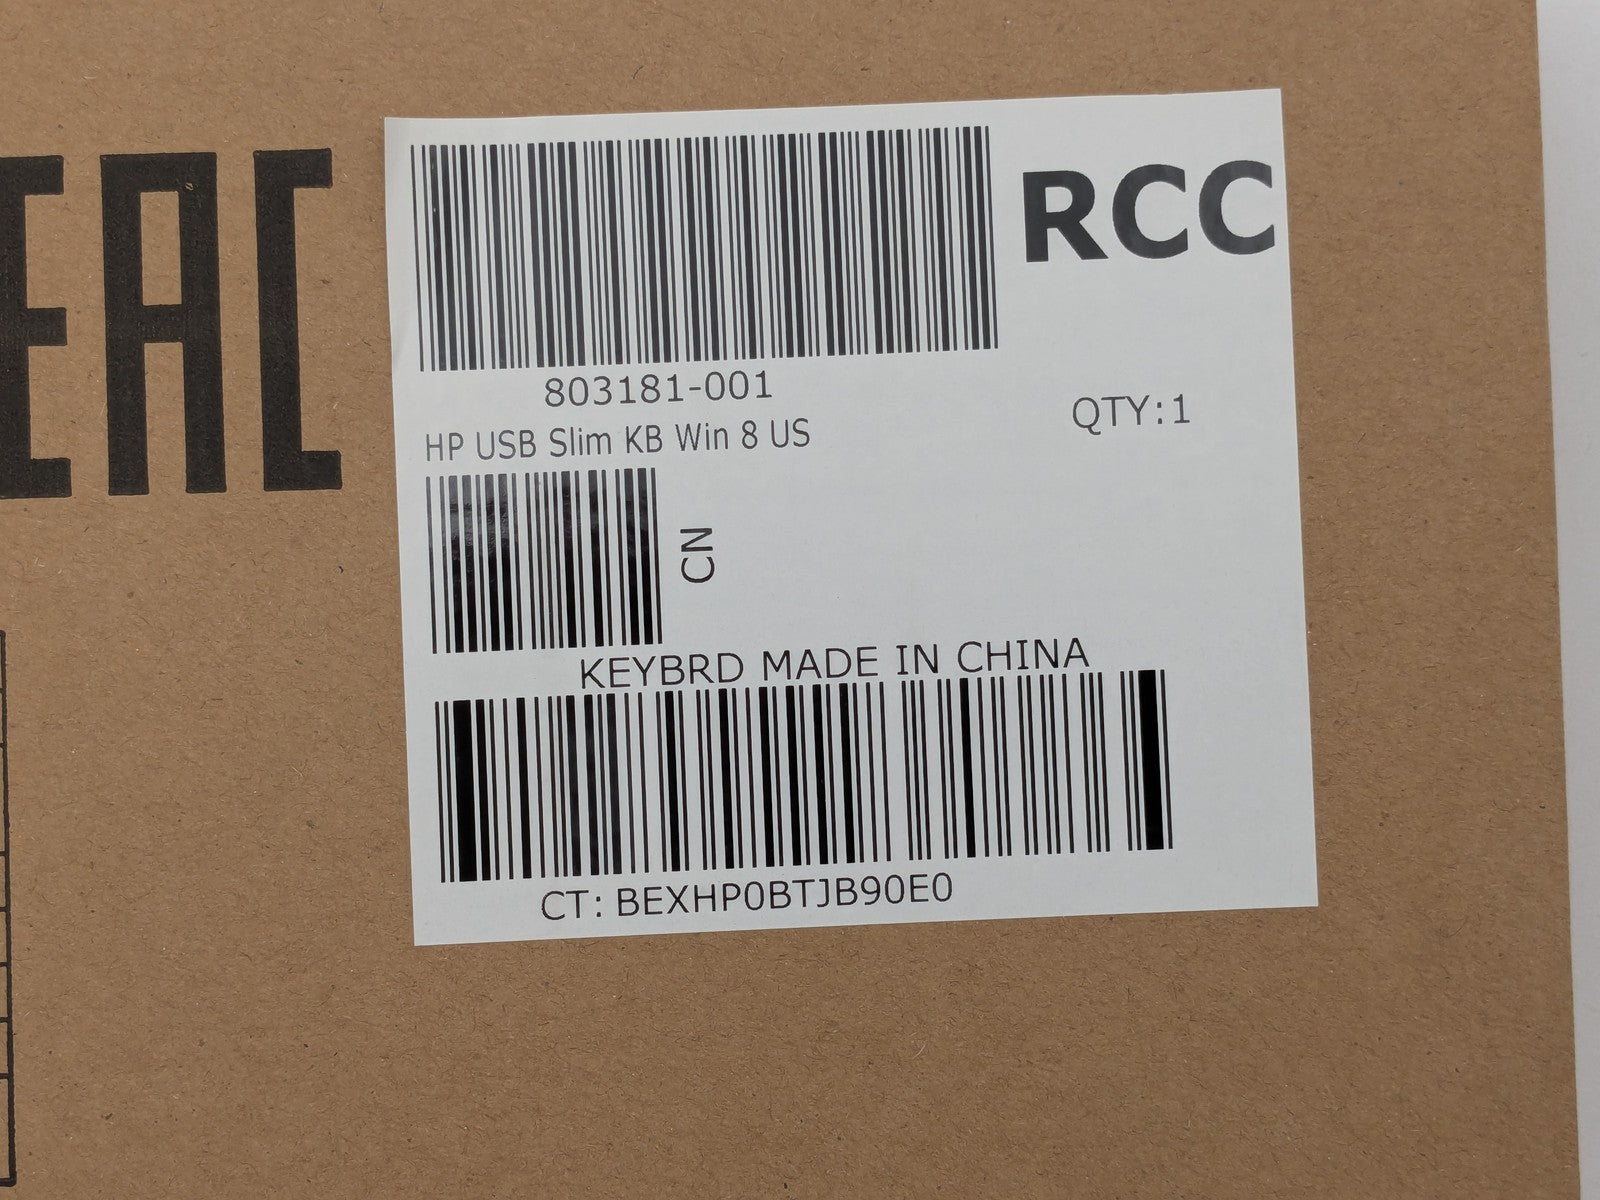 EAC
RCC
803181-001
QTY:1
HP USB Slim KB Win 8 US
CN
KEYBRD MADE IN CHINA
CT: BEXHP0BTJB90E0